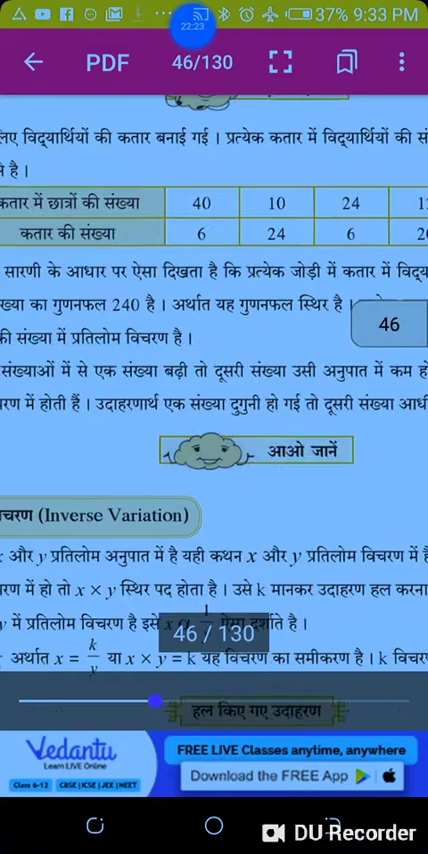 37% 9:33 PM
22:23
PDF 46/130
लिए विद्यार्थियों की कतार बनाई गई । प्रत्येक कतार में विद्यार्थियों की
है ।
कतार में छात्रों की संख्या 40 10 24
कतार की संख्या 6 24 6
सारणी के आधार पर ऐसा दिखता है कि प्रत्येक जोड़ी में कतार में
का गुणनफल 240 है । अर्थात यह गुणनफल स्थिर है ।
46
की संख्या में प्रतिलोम विचरण है ।
संख्याओं में से एक संख्या बढ़ी तो दूसरी संख्या उसी अनुपात में कम
में होती हैं । उदाहरणार्थ एक संख्या दुगुनी हो गई तो दूसरी संख्या
आओ जानें
(Inverse Variation)
और y प्रतिलोम अनुपात में है यही कथन x और y प्रतिलोम विचरण में
में हो तो x × y स्थिर पद होता है । उसे k मानकर उदाहरण हल करना
में प्रतिलोम विचरण है इसे दर्शाते है ।
46 / 130
अर्थात x = k/y या x × y = k यह विचरण का समीकरण है । k
हल किए गए उदाहरण
Vedantu FREE LIVE Classes anytime, anywhere
Learn LIVE Online
Download the FREE App
Class 6-12 CBSE | ICSE | JEE | NEET
DU Recorder